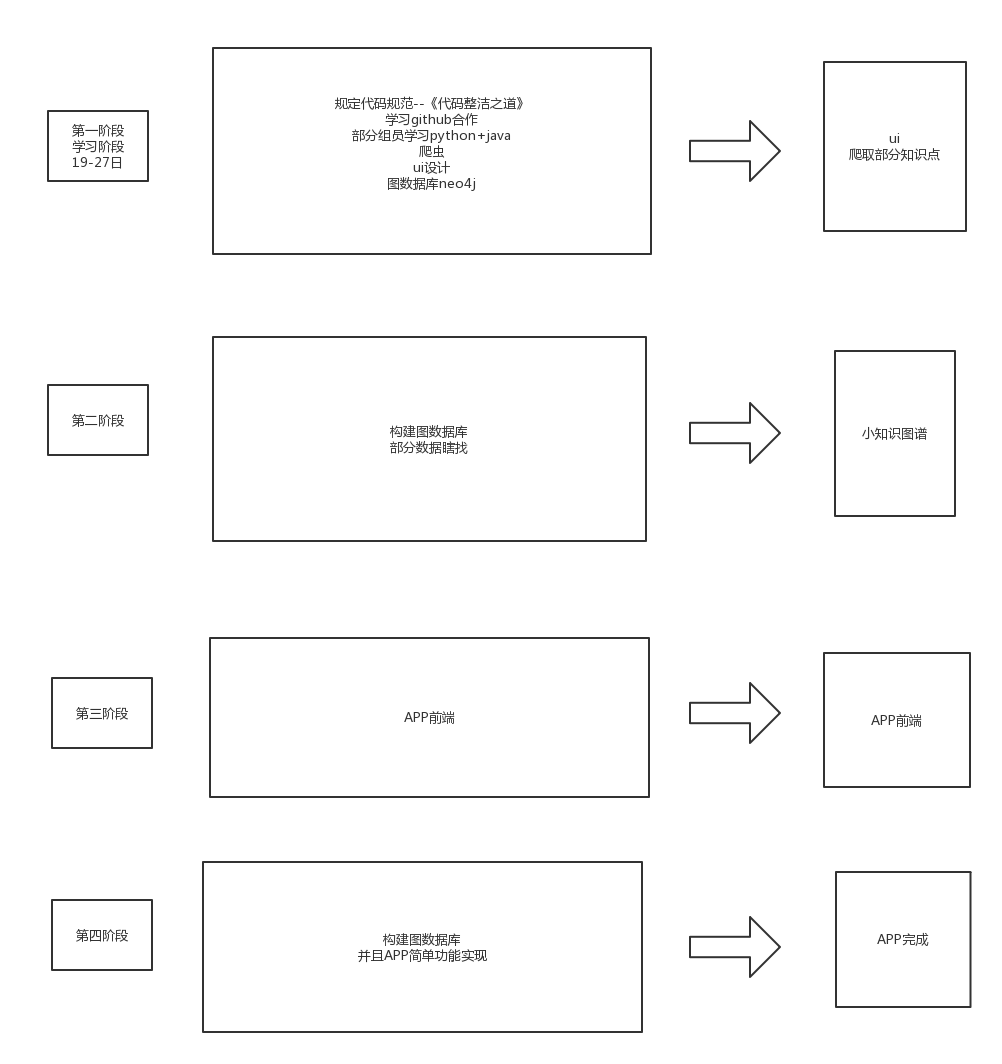 第一阶段
学习阶段
19-27日
规定代码规范--《代码整洁之道》
学习github合作
部分组员学习python+java
爬虫
ui设计
图数据库neo4j
ui
爬取部分知识点
第二阶段
构建图数据库
部分数据瞎找
小知识图谱
第三阶段
APP前端
APP前端
第四阶段
构建图数据库
并且APP简单功能实现
APP完成